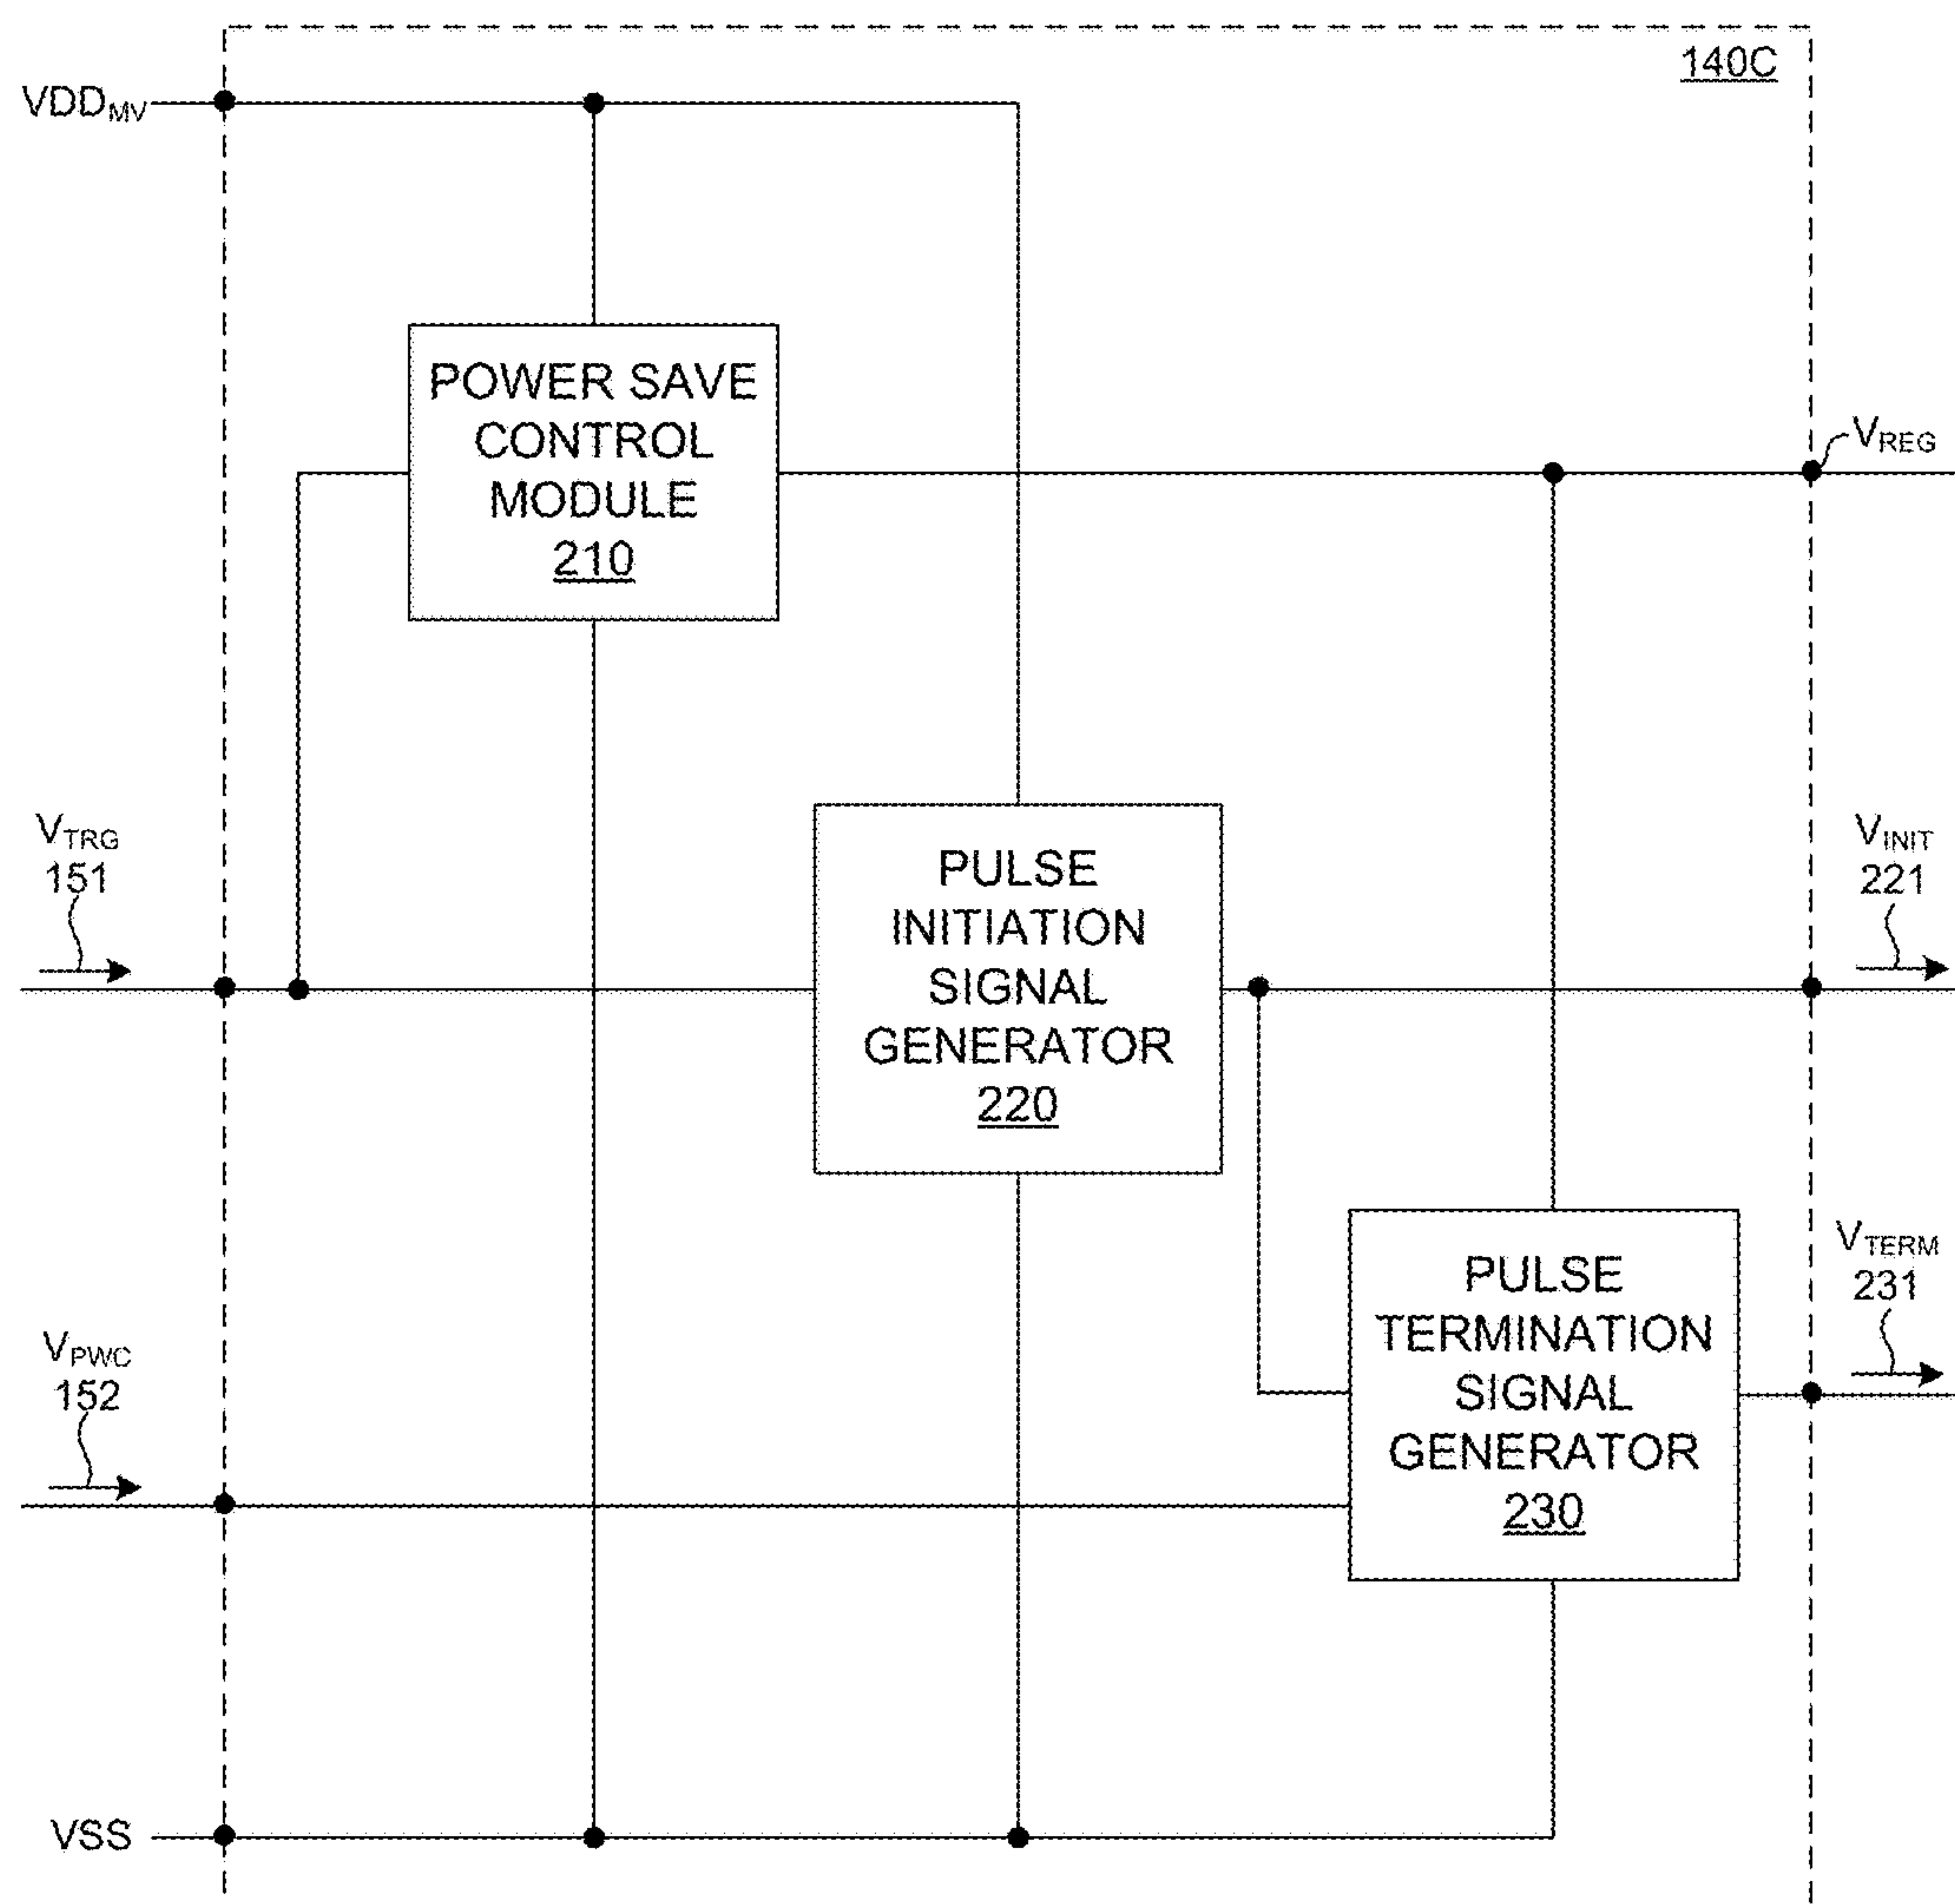 140C
VDDMV
POWER SAVE
CONTROL
MODULE
210
VREG
VTRG
151
PULSE
INITIATION
SIGNAL
GENERATOR
220
VINIT
221
VPWC
152
PULSE
TERMINATION
SIGNAL
GENERATOR
230
VTERM
231
VSS